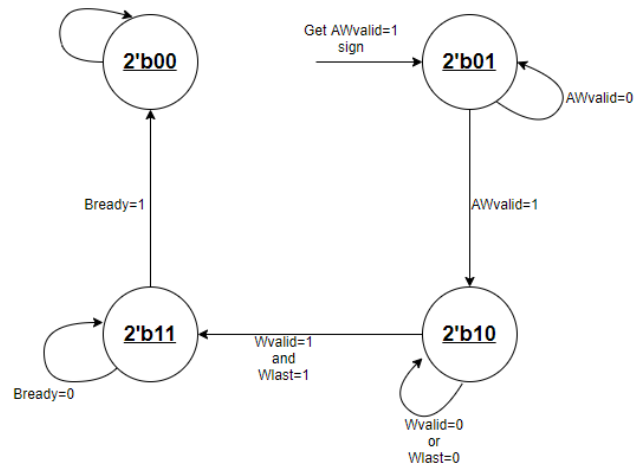 Get AWvalid=1
sign
2'b00
2'b01
AWvalid=0
Bready=1
AWvalid=1
2'b11
2'b10
Wvalid=1
and
Wlast=1
Bready=0
Wvalid=0
or
Wlast=0